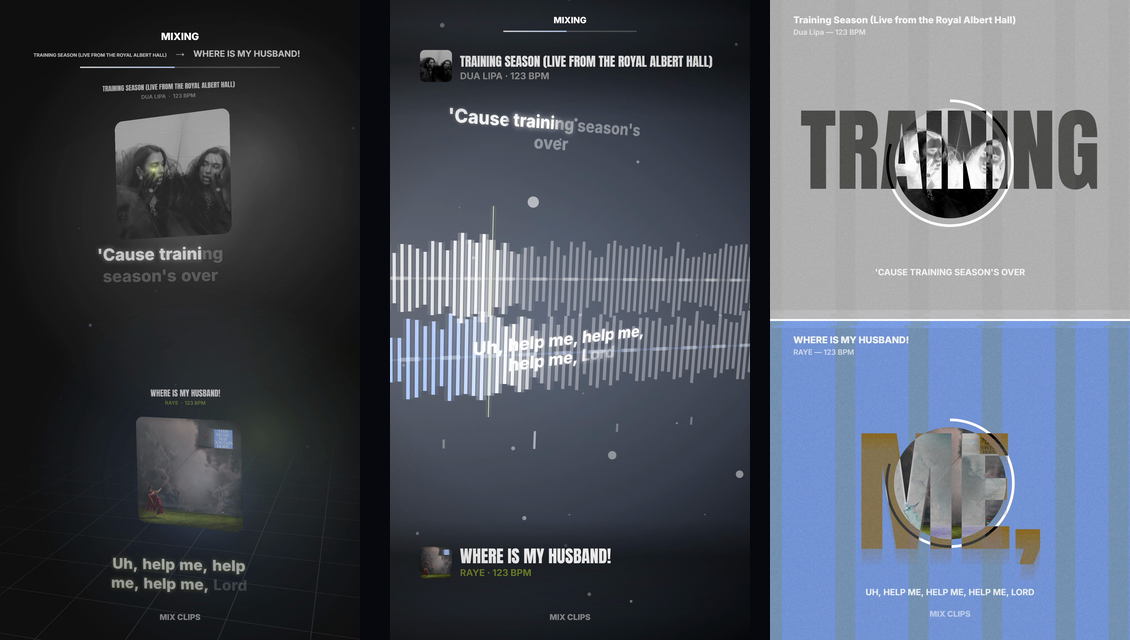 MIXING
TRAINING SEASON (LIVE FROM THE ROYAL ALBERT HALL) → WHERE IS MY HUSBAND!
TRAINING SEASON (LIVE FROM THE ROYAL ALBERT HALL)
DUA LIPA · 123 BPM
'Cause training
season's over
WHERE IS MY HUSBAND!
RAYE · 123 BPM
Uh, help me, help
me, help me, Lord
MIX CLIPS
MIXING
TRAINING SEASON (LIVE FROM THE ROYAL ALBERT HALL)
DUA LIPA · 123 BPM
'Cause training season's
over
Uh, help me, help me,
help me, Lord
WHERE IS MY HUSBAND!
RAYE · 123 BPM
MIX CLIPS
Training Season (Live from the Royal Albert Hall)
Dua Lipa — 123 BPM
TRAINING
'CAUSE TRAINING SEASON'S OVER
WHERE IS MY HUSBAND!
RAYE — 123 BPM
ME,
UH, HELP ME, HELP ME, HELP ME, LORD
MIX CLIPS